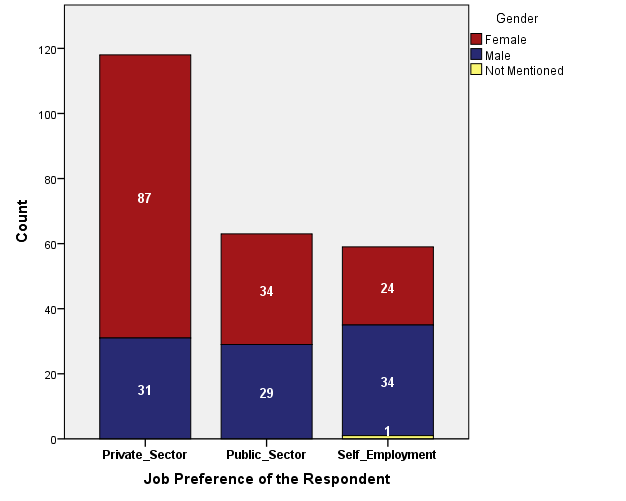 Gender
Female
Male
Not Mentioned
120
100
80
60
40
20
0
Count
87
34
24
31
29
34
1
Private_Sector Public_Sector Self_Employment
Job Preference of the Respondent